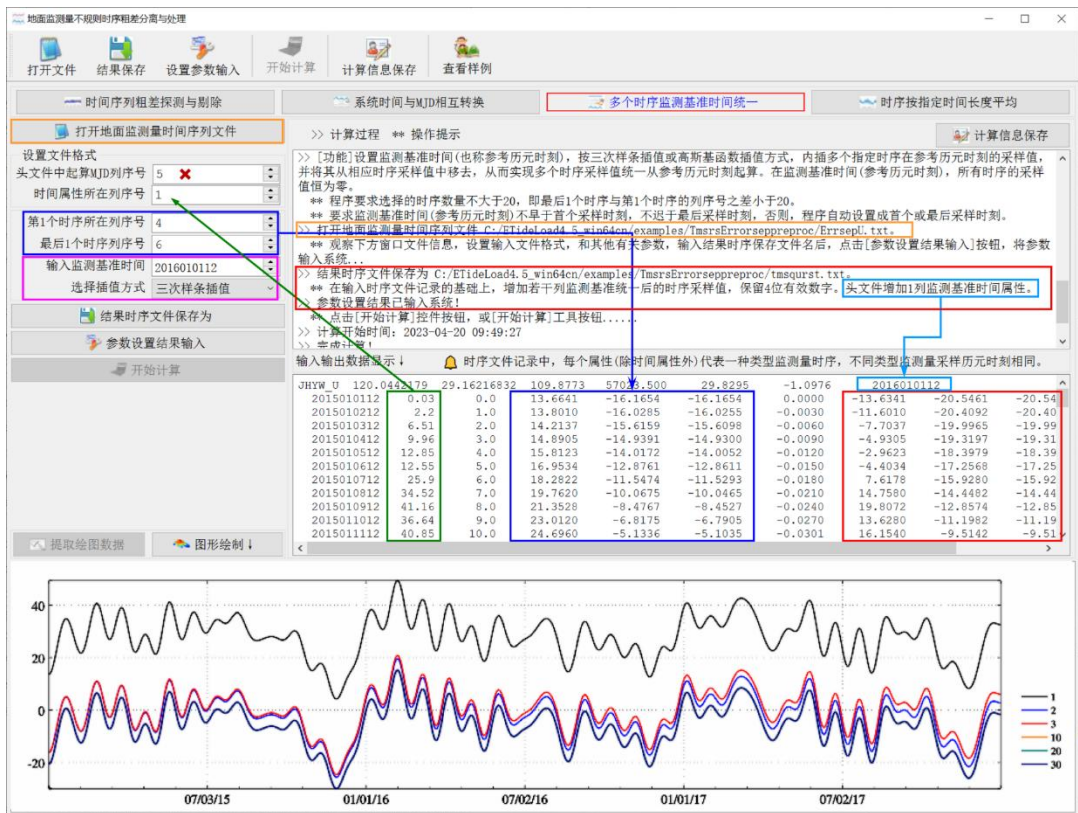 地面监测量不规则时序粗差分离与处理
打开文件 结果保存 设置参数输入 开始计算 计算信息保存 查看样例
时间序列粗差探测与剔除 系统时间与MJD相互转换 多个时序监测基准时间统一 时序按指定时间长度平均
打开地面监测量时间序列文件
>> 计算过程 ** 操作提示
计算信息保存
设置文件格式
头文件中起算MJD列序号 5
时间属性所在列序号 1
第1个时序所在列序号 4
最后1个时序列序号 6
输入监测基准时间 2016010112
选择插值方式 三次样条插值
结果时序文件保存为
参数设置结果输入
开始计算
提取绘图数据 图形绘制↓
>> [功能]设置监测基准时间(也称参考历元时刻)，按三次样条插值或高斯基函数插值方式，内插多个指定时序在参考历元时刻的采样值，
并将其从相应时序采样值中移去，从而实现多个时序采样值统一从参考历元时刻起算。在监测基准时间(参考历元时刻)，所有时序的采样
值恒为零。
** 程序要求选择的时序数量不大于20，即最后1个时序与第1个时序的列序号之差小于20。
** 要求监测基准时间(参考历元时刻)不早于首个采样时刻，不迟于最后采样时刻，否则，程序自动设置成首个或最后采样时刻。
>> 打开地面监测量时间序列文件 C:/ETideLoad4.5_win64cn/examples/TmsrsErrorseppreproc/ErrsepU.txt。
** 观察下方窗口文件信息，设置输入文件格式，和其他有关参数，输入结果时序保存文件名后，点击[参数设置结果输入]按钮，将参数
输入系统...
>> 结果时序文件保存为 C:/ETideLoad4.5_win64cn/examples/TmsrsErrorseppreproc/tmsqurst.txt。
** 在输入时序文件记录的基础上，增加若干列监测基准统一后的时序采样值，保留4位有效数字。头文件增加1列监测基准时间属性。
>> 参数设置结果已输入系统！
** 点击[开始计算]控件按钮，或[开始计算]工具按钮......
>> 计算开始时间：2023-04-20 09:49:27
>> 完成计算！
输入输出数据显示↓ 时序文件记录中，每个属性(除时间属性外)代表一种类型监测量时序，不同类型监测量采样历元时刻相同。
JHYW_U 120.0442179 29.16216832 109.8773 57023.500 29.8295 -1.0976 2016010112
2015010112 0.03 0.0 13.6641 -16.1654 -16.1654 0.0000 -13.6341 -20.5461 -20.54
2015010212 2.2 1.0 13.8010 -16.0285 -16.0255 -0.0030 -11.6010 -20.4092 -20.40
2015010312 6.51 2.0 14.2137 -15.6159 -15.6098 -0.0060 -7.7037 -19.9965 -19.99
2015010412 9.96 3.0 14.8905 -14.9391 -14.9300 -0.0090 -4.9305 -19.3197 -19.31
2015010512 12.85 4.0 15.8123 -14.0172 -14.0052 -0.0120 -2.9623 -18.3979 -18.39
2015010612 12.55 5.0 16.9534 -12.8761 -12.8611 -0.0150 -4.4034 -17.2568 -17.25
2015010712 25.9 6.0 18.2822 -11.5474 -11.5293 -0.0180 7.6178 -15.9280 -15.92
2015010812 34.52 7.0 19.7620 -10.0675 -10.0465 -0.0210 14.7580 -14.4482 -14.44
2015010912 41.16 8.0 21.3528 -8.4767 -8.4527 -0.0240 19.8072 -12.8574 -12.85
2015011012 36.64 9.0 23.0120 -6.8175 -6.7905 -0.0270 13.6280 -11.1982 -11.19
2015011112 40.85 10.0 24.6960 -5.1336 -5.1035 -0.0301 16.1540 -9.5142 -9.51
40
20
0
-20
07/03/15 01/01/16 07/02/16 01/01/17 07/02/17
1
2
3
10
20
30